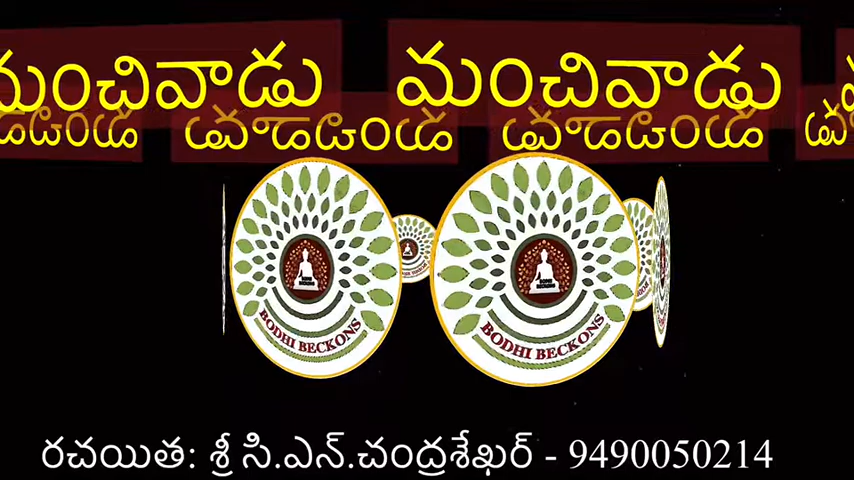 మంచివాడు మంచివాడు
BODHI BECKONS BODHI BECKONS
రచయిత: శ్రీ సి.ఎన్.చంద్రశేఖర్ - 9490050214